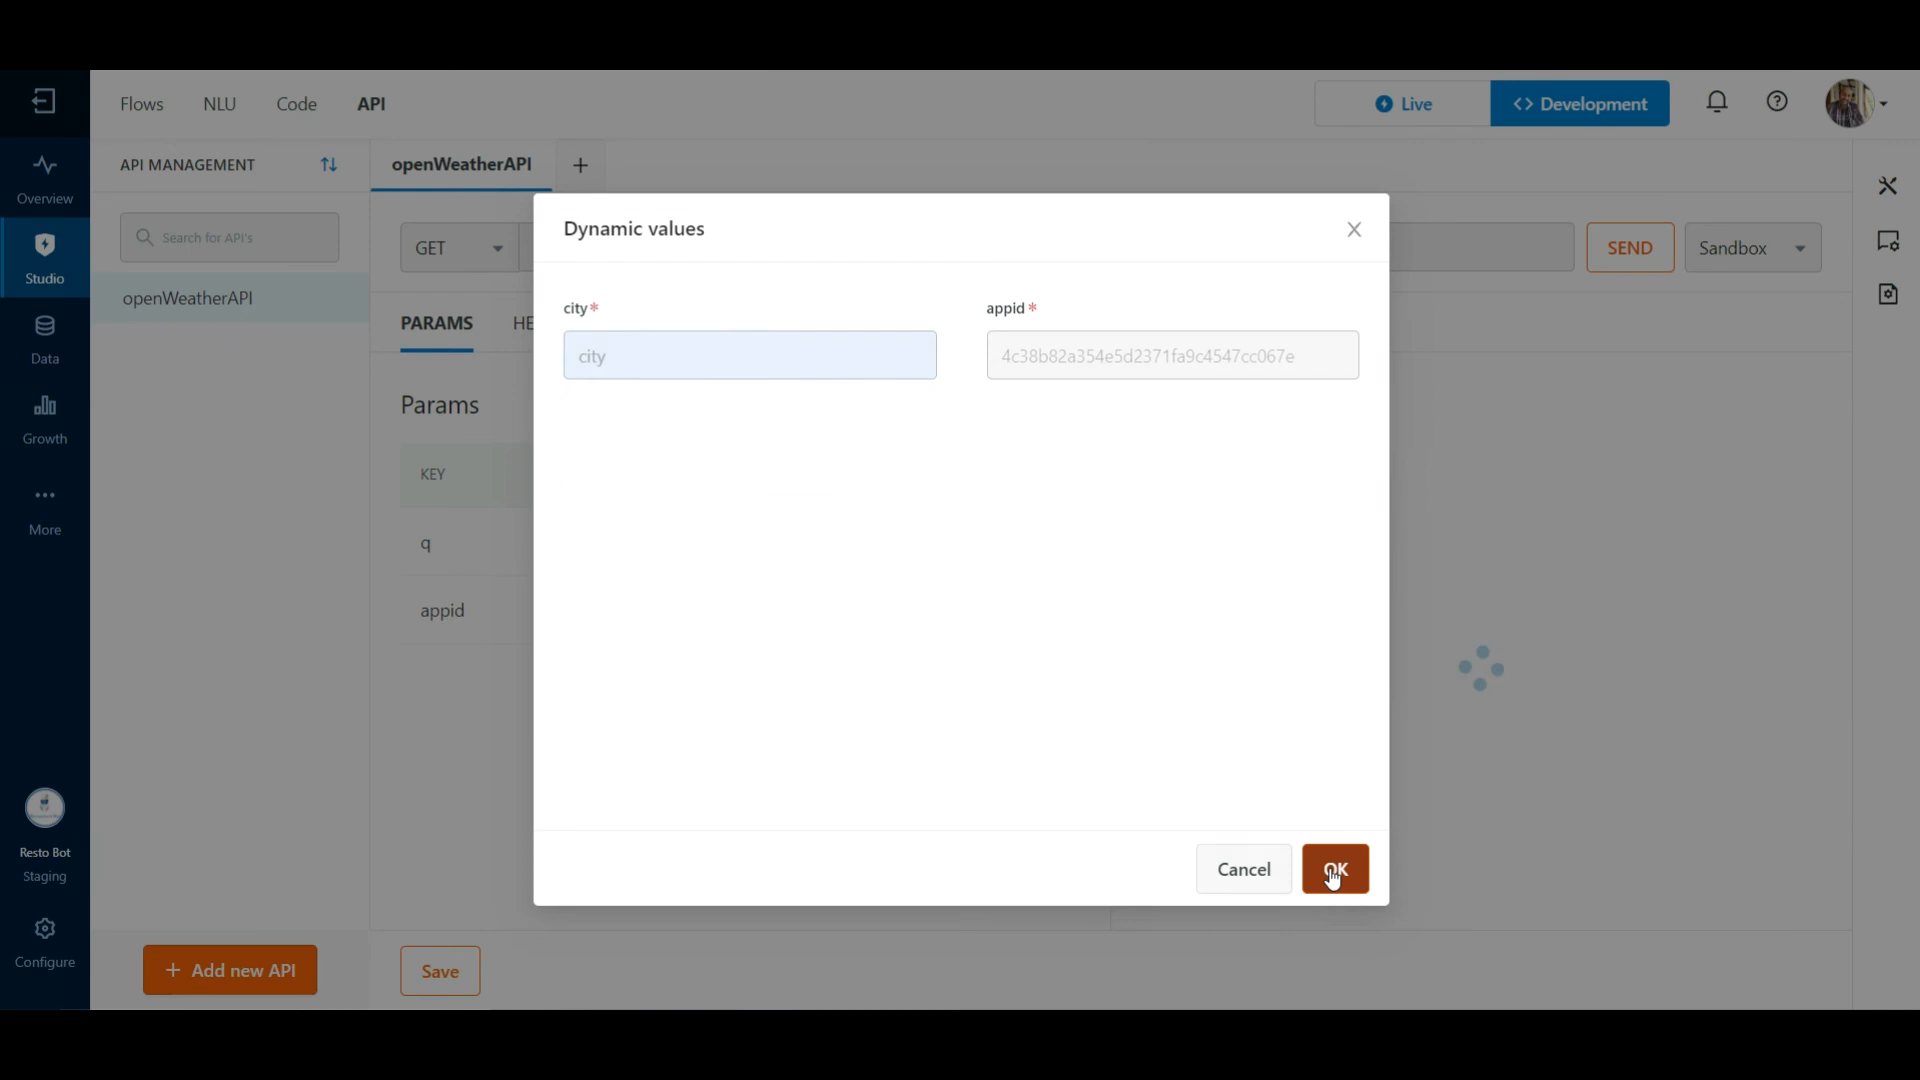 Flows NLU Code API
Live
<> Development
API MANAGEMENT
openWeatherAPI
+
Overview
Search for API's
GET
Dynamic values
SEND
Sandbox
Studio
openWeatherAPI
PARAMS
HE
city*
appid *
city
4c38b82a354e5d2371fa9c4547cc067e
Data
Params
Growth
KEY
More
q
appid
Resto Bot
Staging
Cancel
OK
Configure
+ Add new API
Save